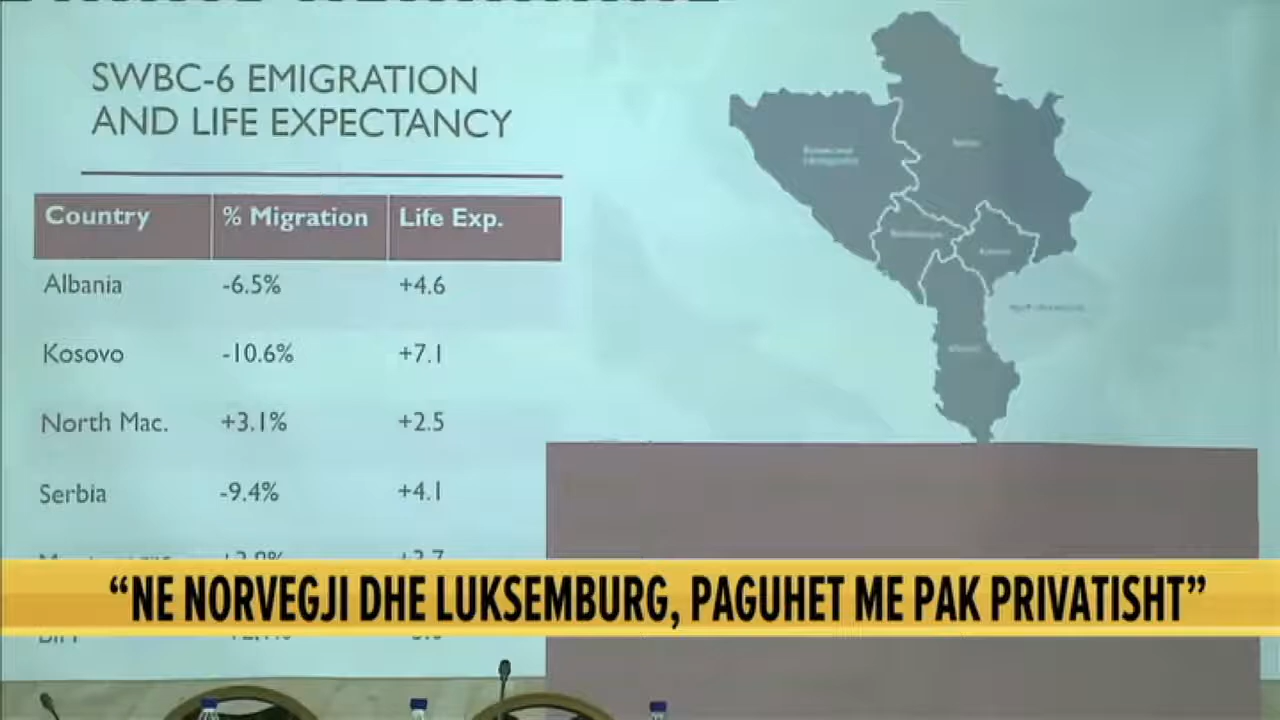 SWBC-6 EMIGRATION
AND LIFE EXPECTANCY
Country % Migration Life Exp.
Albania -6.5% +4.6
Kosovo -10.6% +7.1
North Mac. +3.1% +2.5
Serbia -9.4% +4.1
“NE NORVEGJI DHE LUKSEMBURG, PAGUHET ME PAK PRIVATISHT”